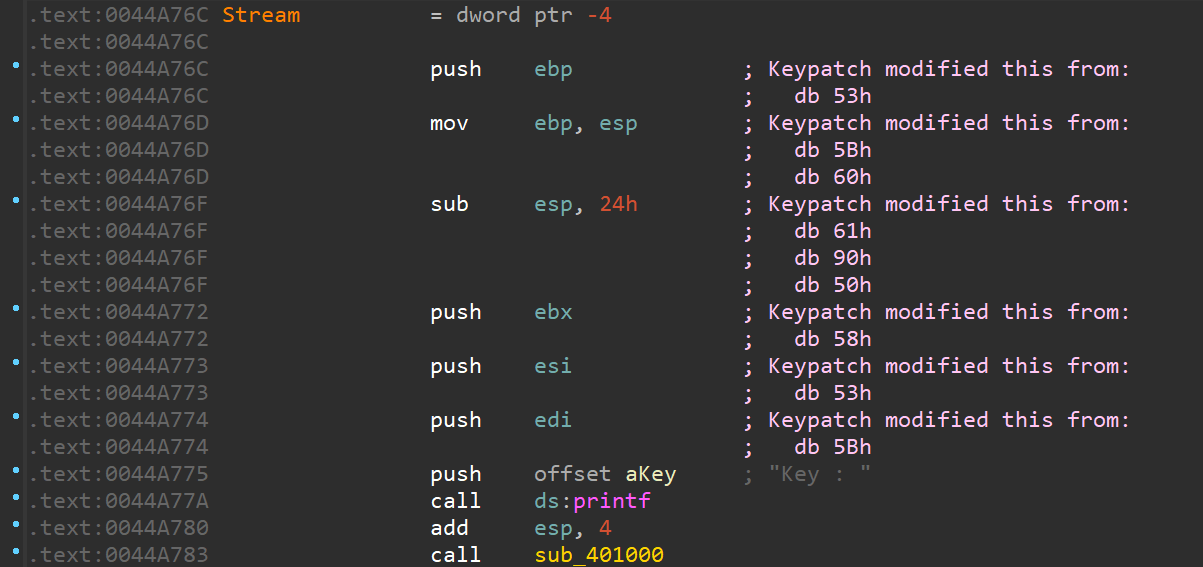 .text:0044A76C Stream = dword ptr -4
.text:0044A76C
.text:0044A76C push ebp ; Keypatch modified this from:
.text:0044A76C ; db 53h
.text:0044A76D mov ebp, esp ; Keypatch modified this from:
.text:0044A76D ; db 5Bh
.text:0044A76D ; db 60h
.text:0044A76F sub esp, 24h ; Keypatch modified this from:
.text:0044A76F ; db 61h
.text:0044A76F ; db 90h
.text:0044A76F ; db 50h
.text:0044A772 push ebx ; Keypatch modified this from:
.text:0044A772 ; db 58h
.text:0044A773 push esi ; Keypatch modified this from:
.text:0044A773 ; db 53h
.text:0044A774 push edi ; Keypatch modified this from:
.text:0044A774 ; db 5Bh
.text:0044A775 push offset aKey ; "Key : "
.text:0044A77A call ds:printf
.text:0044A780 add esp, 4
.text:0044A783 call sub_401000